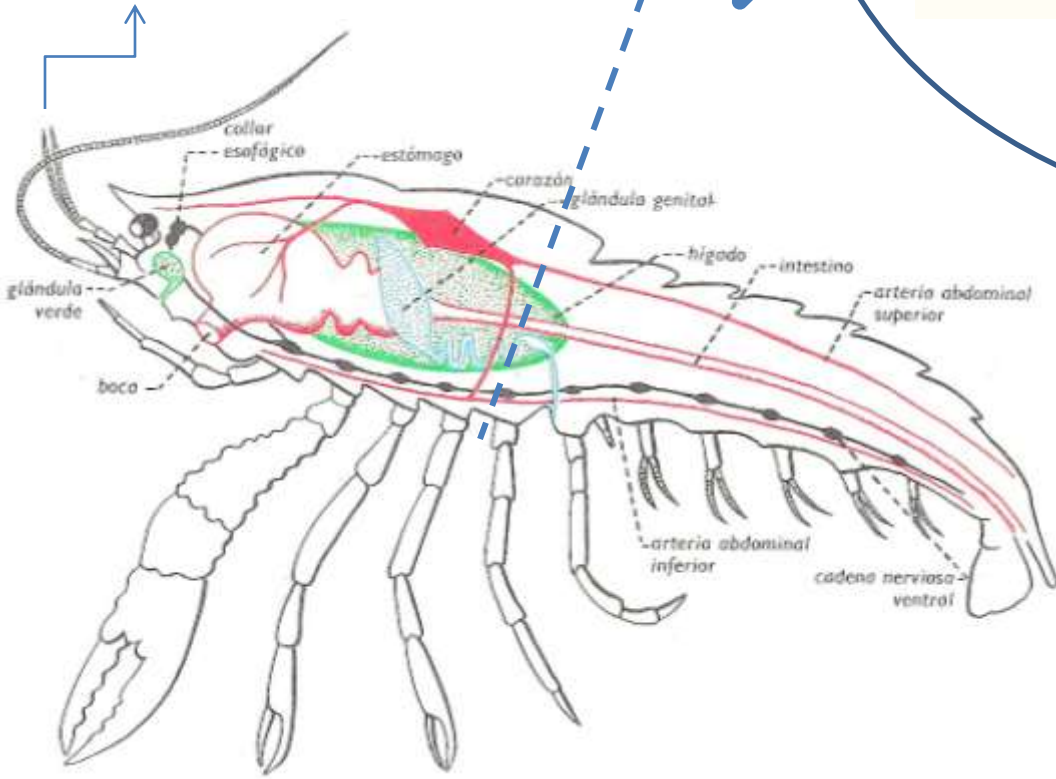 collar
esofágico
estómago
corazón
glándula genital
hígado
intestino
arteria abdominal
superior
glándula
verde
boca
arteria abdominal
inferior
cadena nerviosa
ventral